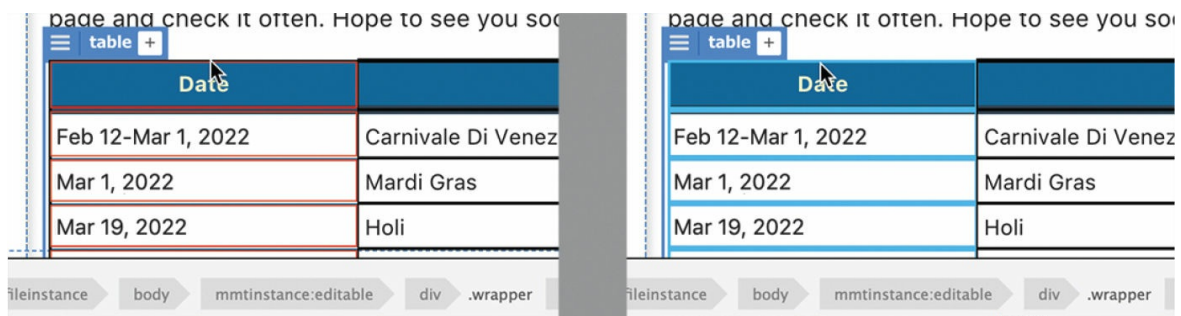 page and check it often. Hope to see you
table +
Date
Feb 12-Mar 1, 2022
Carnivale Di Venez
Mar 1, 2022
Mardi Gras
Mar 19, 2022
Holi
fileinstance
body
mmtinstance:editable
div
.wrapper
page and check it often. Hope to see you
table +
Date
Feb 12-Mar 1, 2022
Carnivale Di Venez
Mar 1, 2022
Mardi Gras
Mar 19, 2022
Holi
fileinstance
body
mmtinstance:editable
div
.wrapper